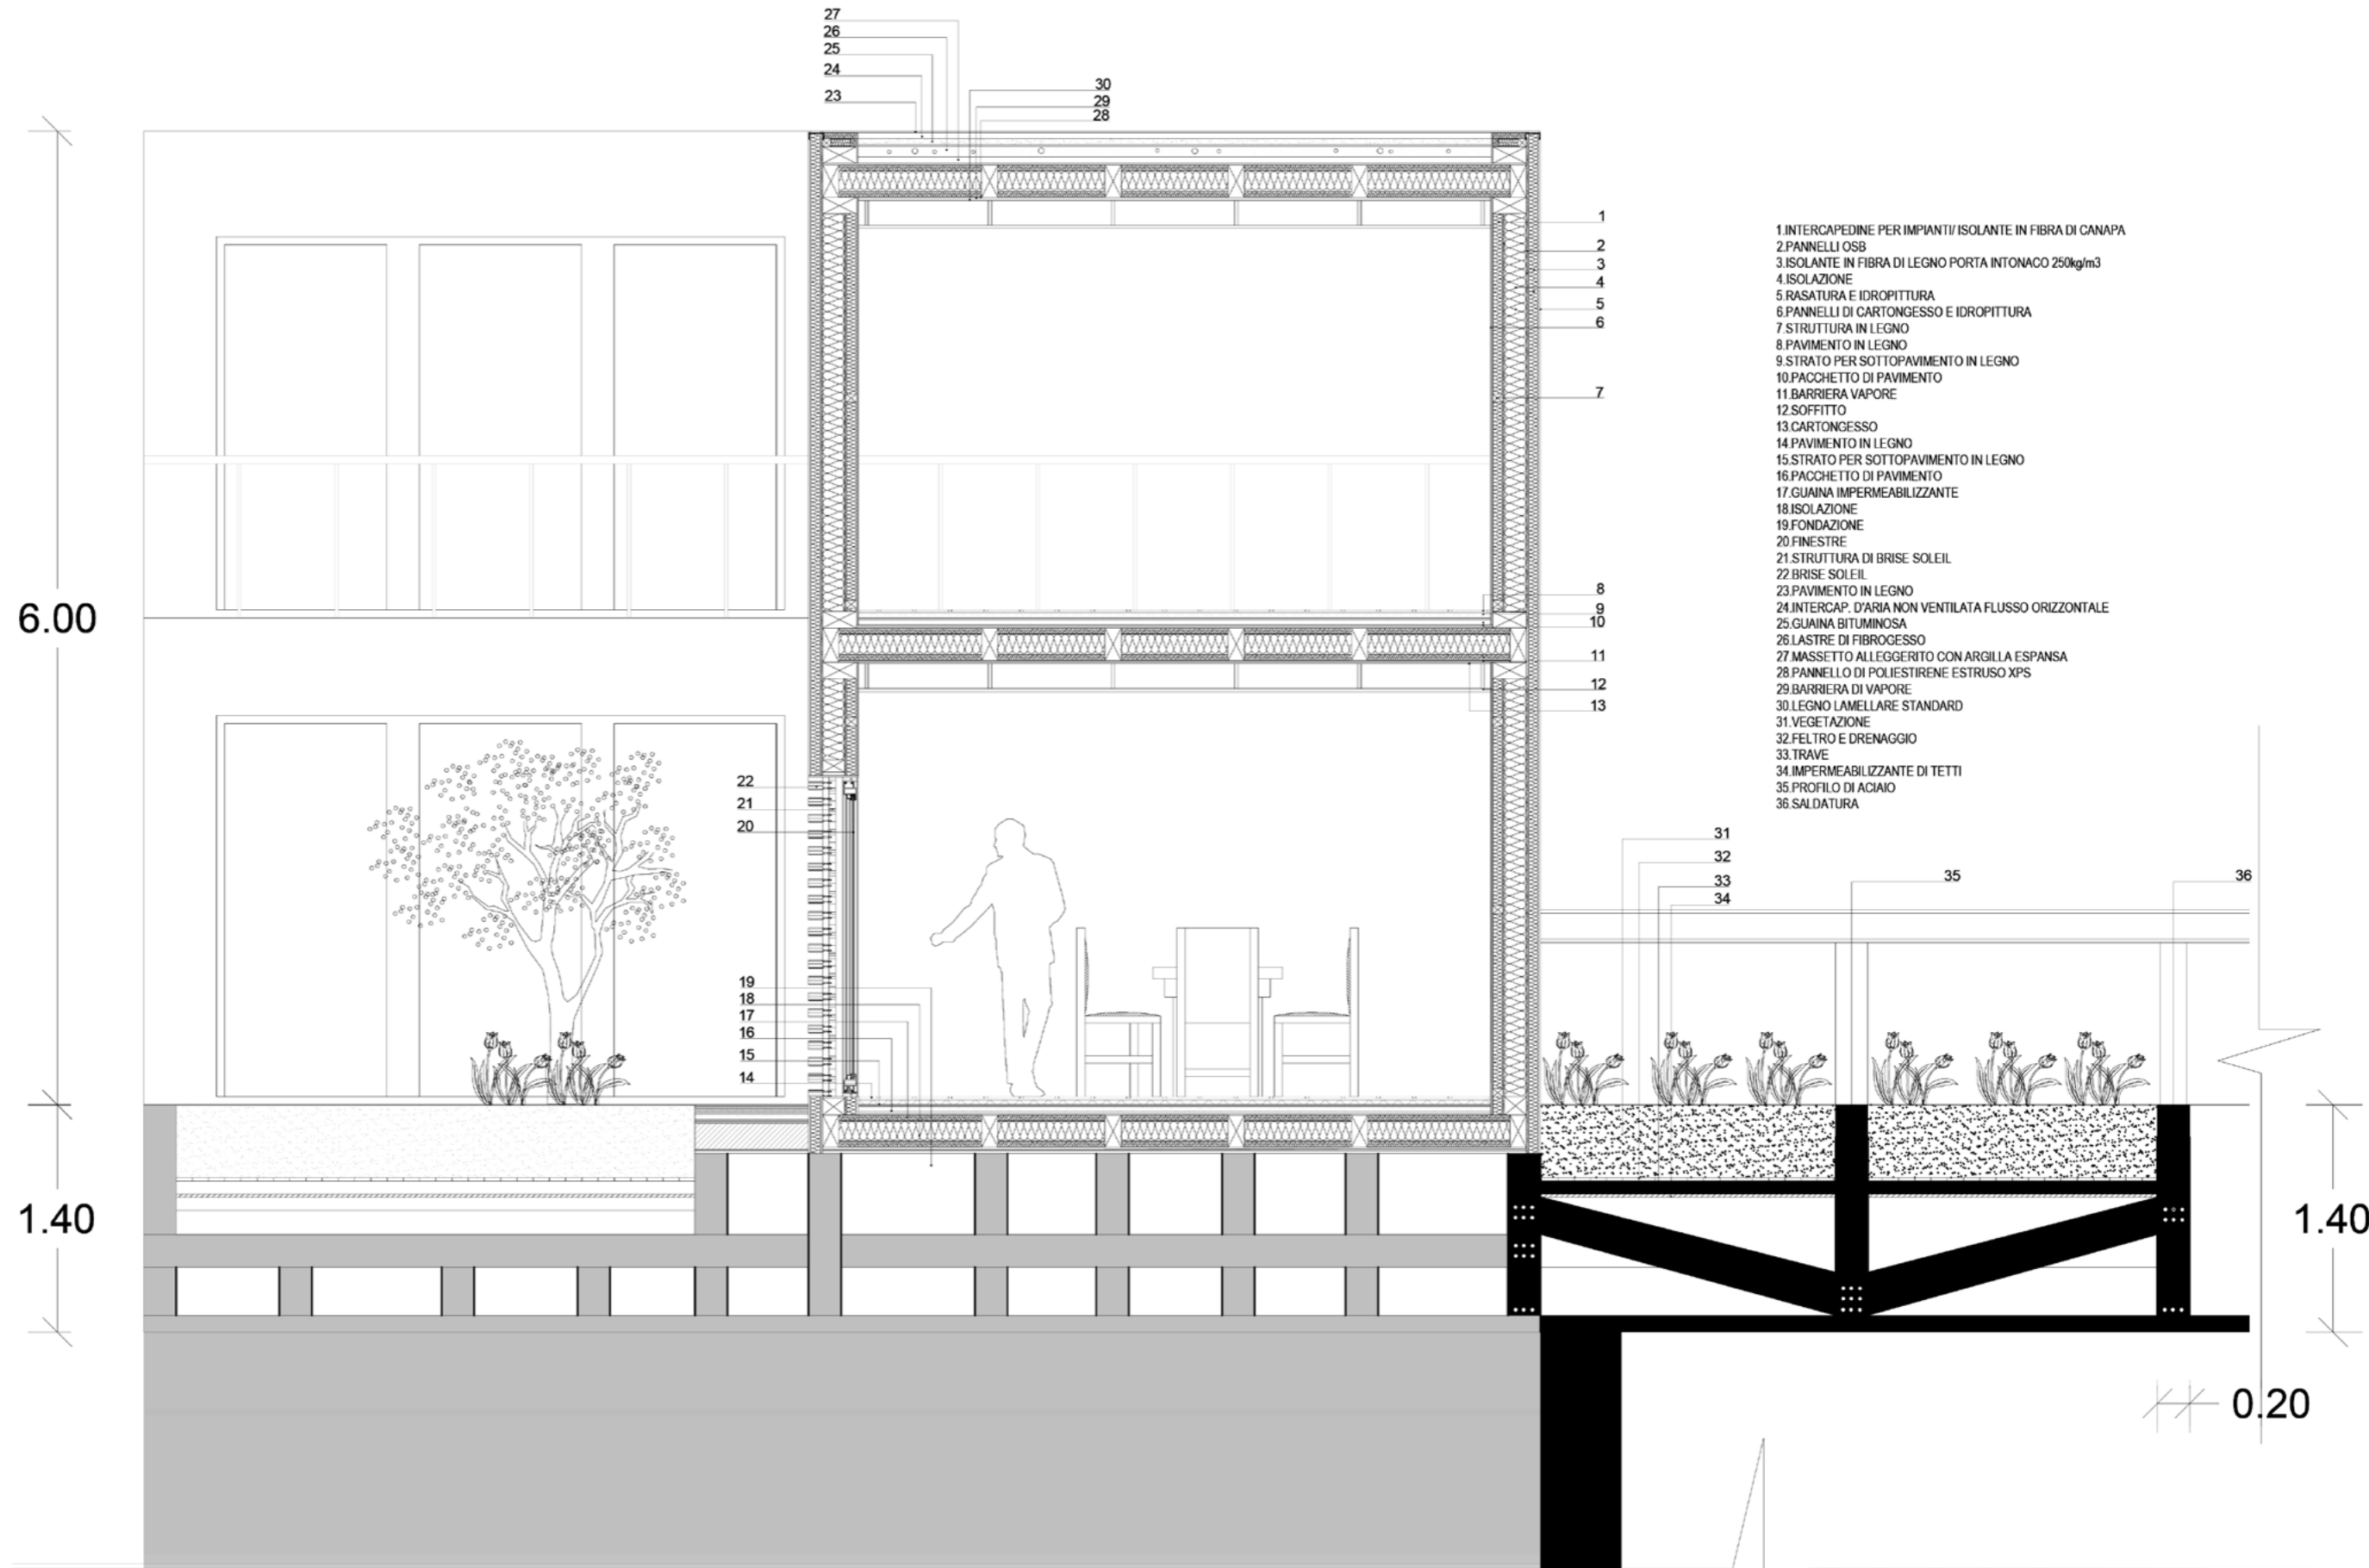 27
26
25
24
23
30
29
28
1
2
3
4
5
6
7
1.INTERCAPEDINE PER IMPIANTI/ ISOLANTE IN FIBRA DI CANAPA
2.PANNELLI OSB
3.ISOLANTE IN FIBRA DI LEGNO PORTA INTONACO 250kg/m3
4.ISOLAZIONE
5.RASATURA E IDROPITTURA
6.PANNELLI DI CARTONGESSO E IDROPITTURA
7.STRUTTURA IN LEGNO
8.PAVIMENTO IN LEGNO
9.STRATO PER SOTTOPAVIMENTO IN LEGNO
10.PACCHETTO DI PAVIMENTO
11.BARRIERA VAPORE
12.SOFFITTO
13.CARTONGESSO
14.PAVIMENTO IN LEGNO
15.STRATO PER SOTTOPAVIMENTO IN LEGNO
16.PACCHETTO DI PAVIMENTO
17.GUAINA IMPERMEABILIZZANTE
18.ISOLAZIONE
19.FONDAZIONE
20.FINESTRE
21.STRUTTURA DI BRISE SOLEIL
22.BRISE SOLEIL
23.PAVIMENTO IN LEGNO
24.INTERCAP. D'ARIA NON VENTILATA FLUSSO ORIZZONTALE
25.GUAINA BITUMINOSA
26.LASTRE DI FIBROGESSO
27.MASSETTO ALLEGGERITO CON ARGILLA ESPANSA
28.PANNELLO DI POLIESTIRENE ESTRUSO XPS
29.BARRIERA DI VAPORE
30.LEGNO LAMELLARE STANDARD
31.VEGETAZIONE
32.FELTRO E DRENAGGIO
33.TRAVE
34.IMPERMEABILIZZANTE DI TETTI
35.PROFILO DI ACIAIO
36.SALDATURA
6.00
8
9
10
11
12
13
22
21
20
31
32
33
34
35
36
19
18
17
16
15
14
1.40
1.40
0.20